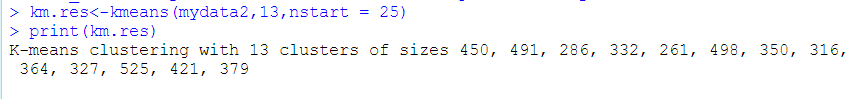 > km.res<-kmeans(mydata2,13,nstart = 25)
> print(km.res)
K-means clustering with 13 clusters of sizes 450, 491, 286, 332, 261, 498, 350, 316,
 364, 327, 525, 421, 379